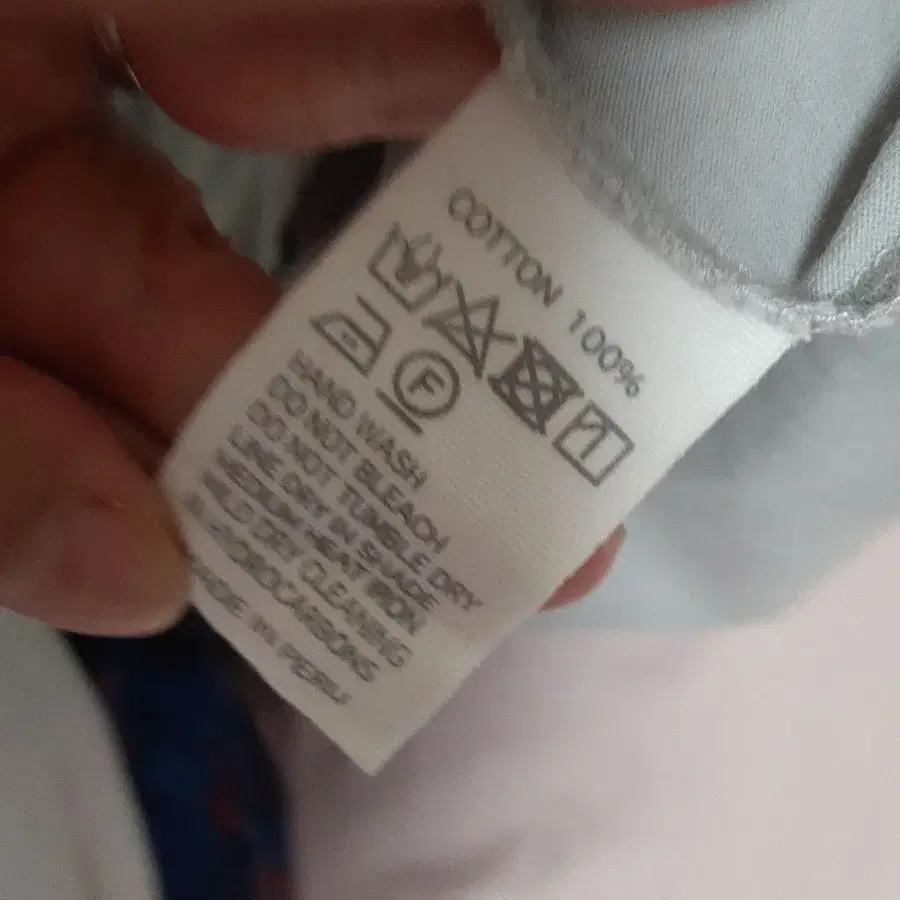 COTTON 100%
F
HAND WASH
DO NOT BLEACH
DO NOT TUMBLE DRY
LINE DRY IN SHADE
MEDIUM HEAT IRON
MILD DRY CLEANING
HYDROCARBONS
MADE IN PERU